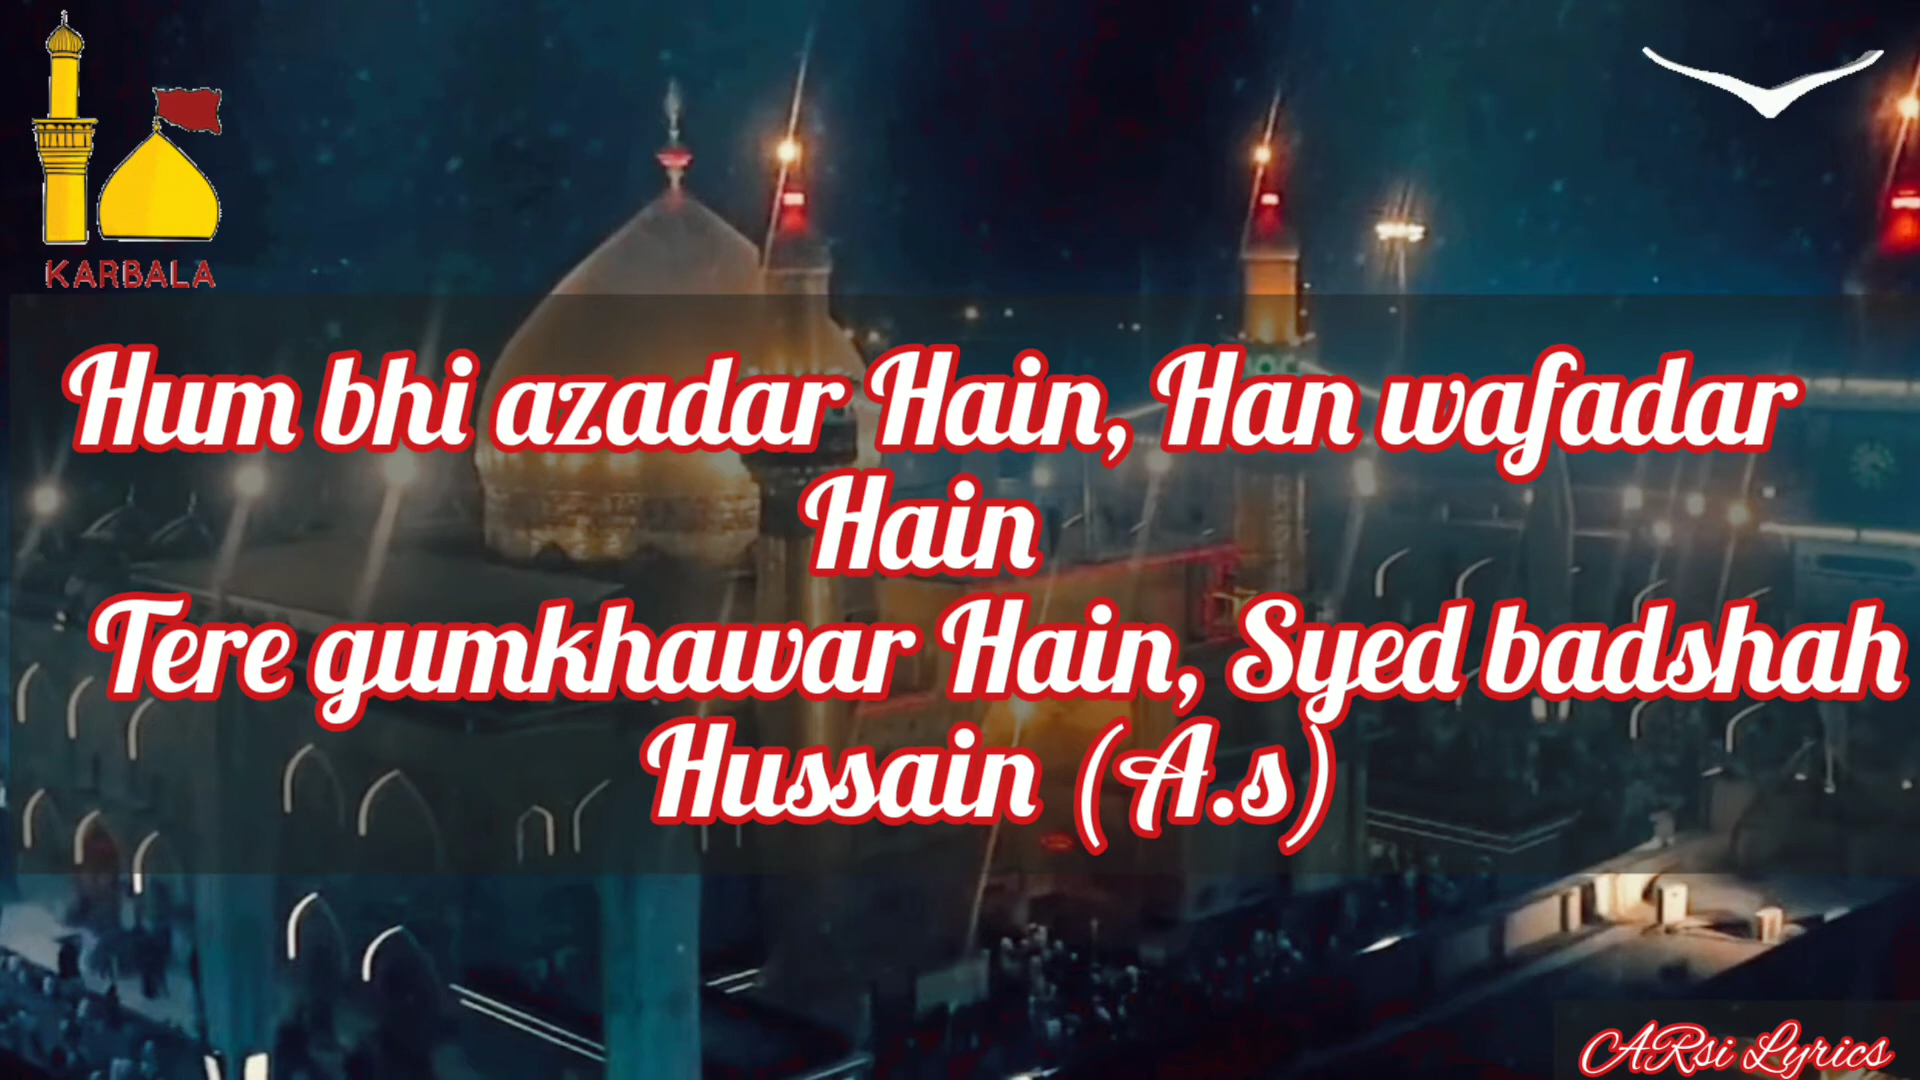 KARBALA
Hum bhi azadar Hain, Han wafadar
Hain
Tere gumkhawar Hain, Syed badshah
Hussain (A.s)
ARsi Lyrics